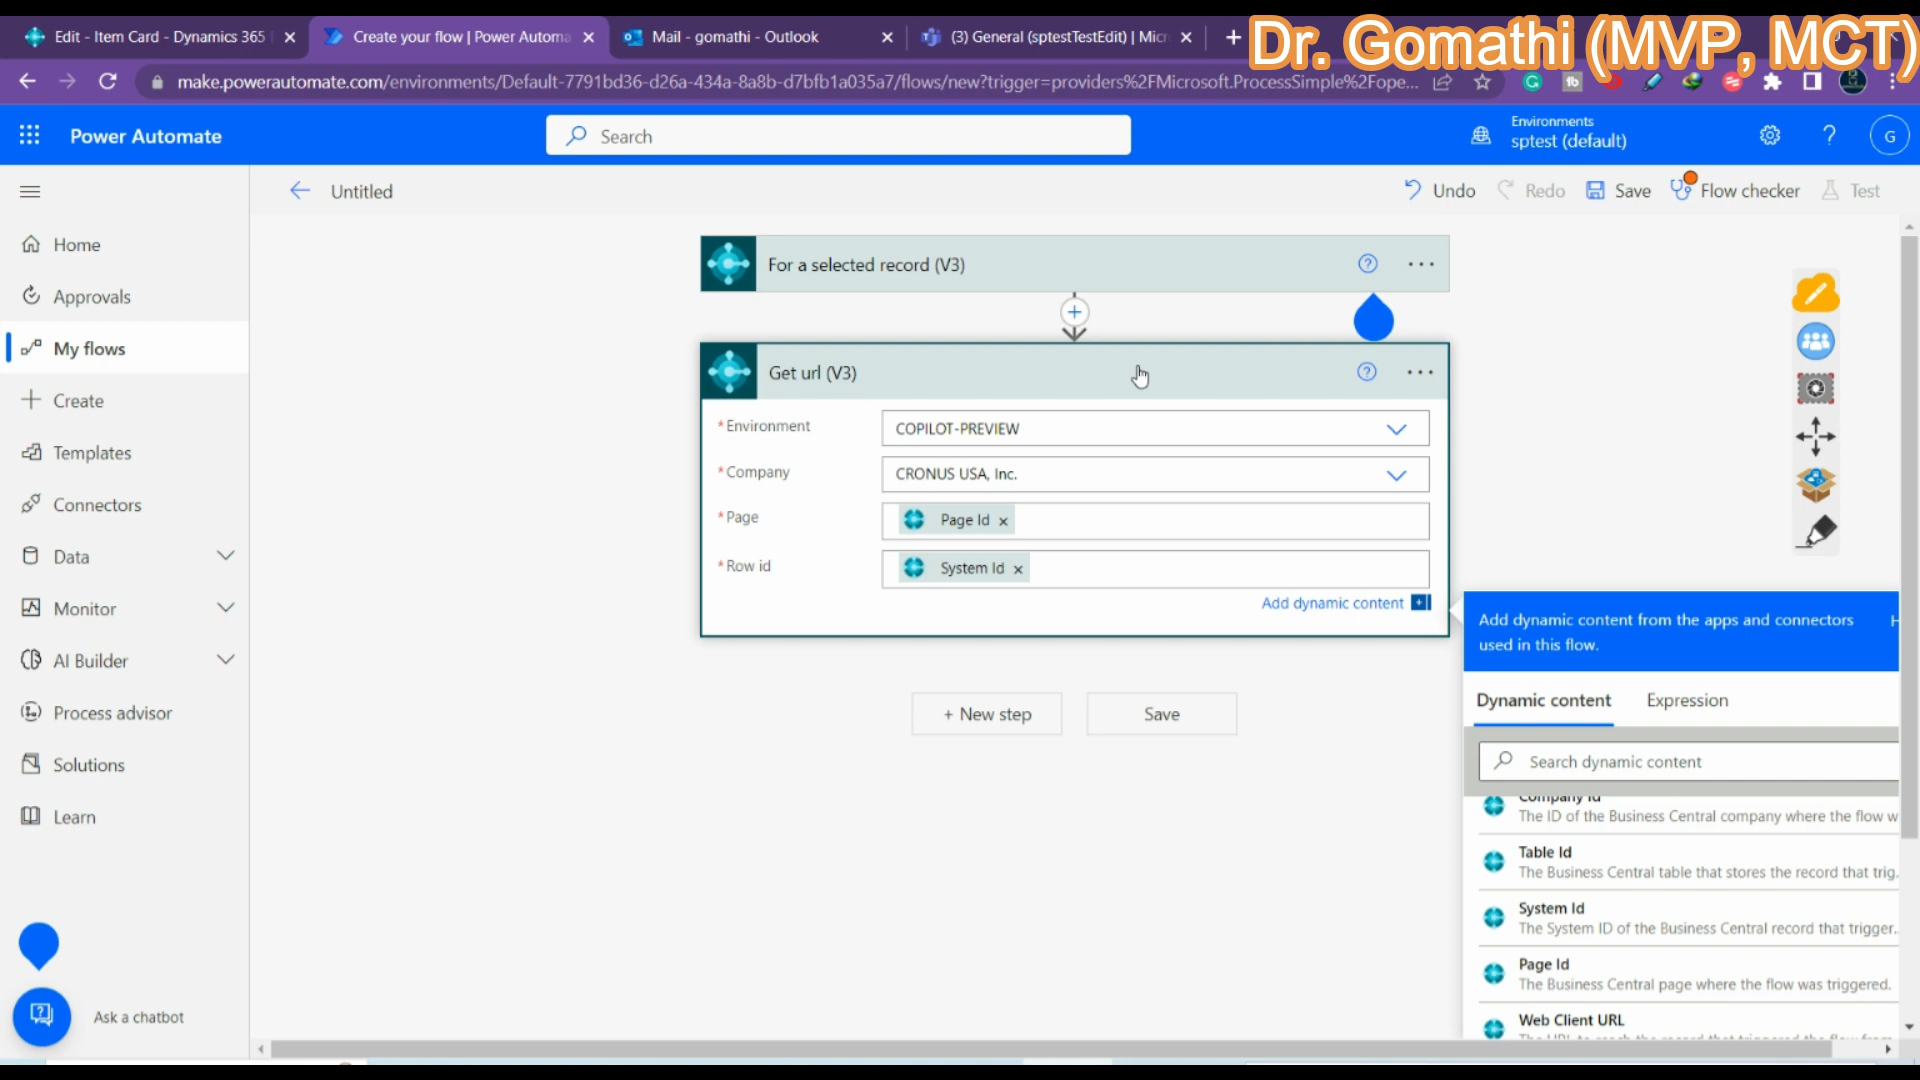 Edit - Item Card - Dynamics 365
Create your flow | Power Automa
Mail - gomathi - Outlook
(3) General (sptestTestEdit) | Micr
Dr. Gomathi (MVP, MCT)
make.powerautomate.com/environments/Default-7791bd36-d26a-434a-8a8b-d7bfb1a035a7/flows/new?trigger=providers%2FMicrosoft.ProcessSimple%2Fope...
Power Automate
Search
Environments
sptest (default)
G
Untitled
Undo
Redo
Save
Flow checker
Test
Home
Approvals
My flows
Create
Templates
Connectors
Data
Monitor
AI Builder
Process advisor
Solutions
Learn
Ask a chatbot
For a selected record (V3)
Get url (V3)
* Environment
COPILOT-PREVIEW
* Company
CRONUS USA, Inc.
* Page
Page Id ×
* Row id
System Id ×
Add dynamic content
+ New step
Save
Add dynamic content from the apps and connectors
used in this flow.
H
Dynamic content
Expression
Search dynamic content
Company Id
The ID of the Business Central company where the flow w
Table Id
The Business Central table that stores the record that trig.
System Id
The System ID of the Business Central record that trigger..
Page Id
The Business Central page where the flow was triggered.
Web Client URL